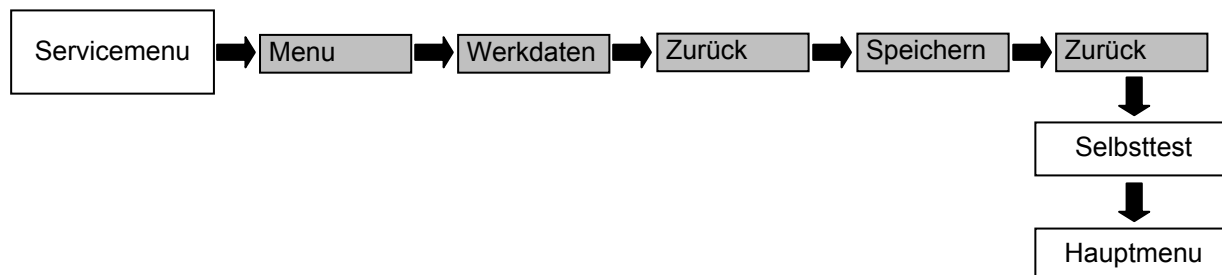 Servicemenu
Menu
Werkdaten
Zurück
Speichern
Zurück
Selbsttest
Hauptmenu